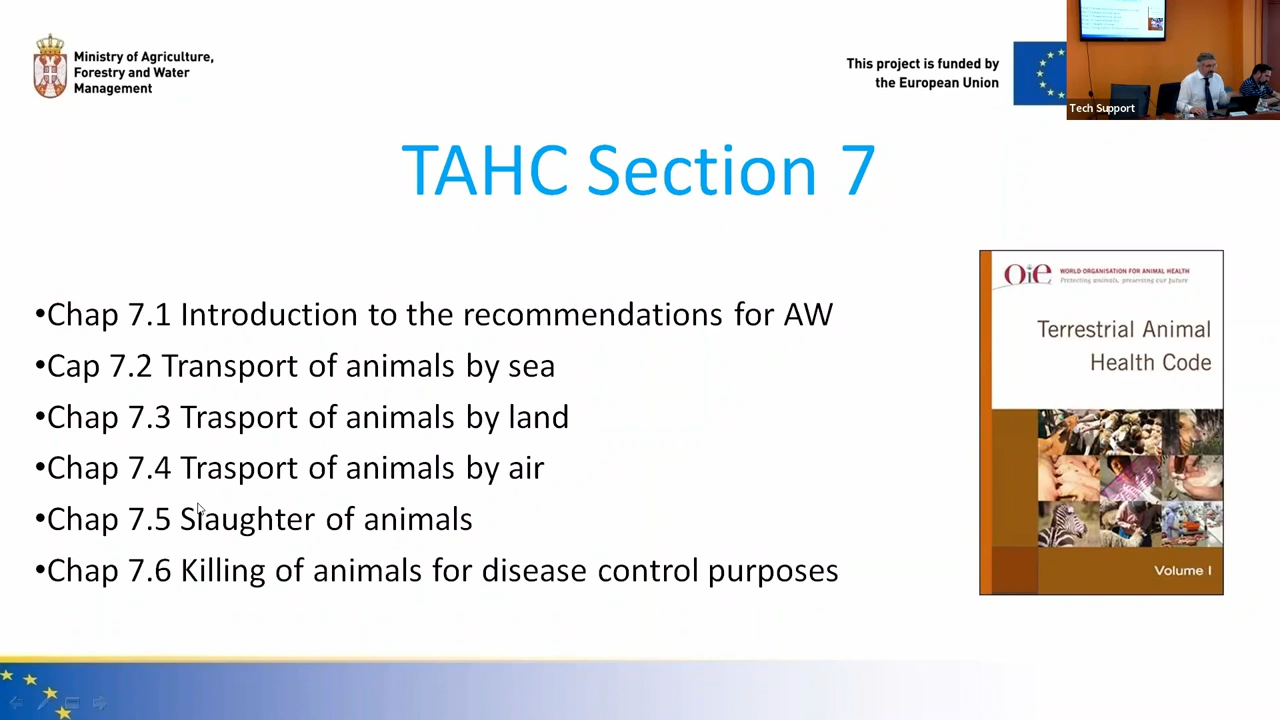 Ministry of Agriculture,
Forestry and Water
Management
This project is funded by
the European Union
Tech Support
TAHC Section 7
•Chap 7.1 Introduction to the recommendations for AW
•Cap 7.2 Transport of animals by sea
•Chap 7.3 Trasport of animals by land
•Chap 7.4 Trasport of animals by air
•Chap 7.5 Slaughter of animals
•Chap 7.6 Killing of animals for disease control purposes
Oie WORLD ORGANISATION FOR ANIMAL HEALTH
Protecting animals, preserving our future
Terrestrial Animal
Health Code
Volume I